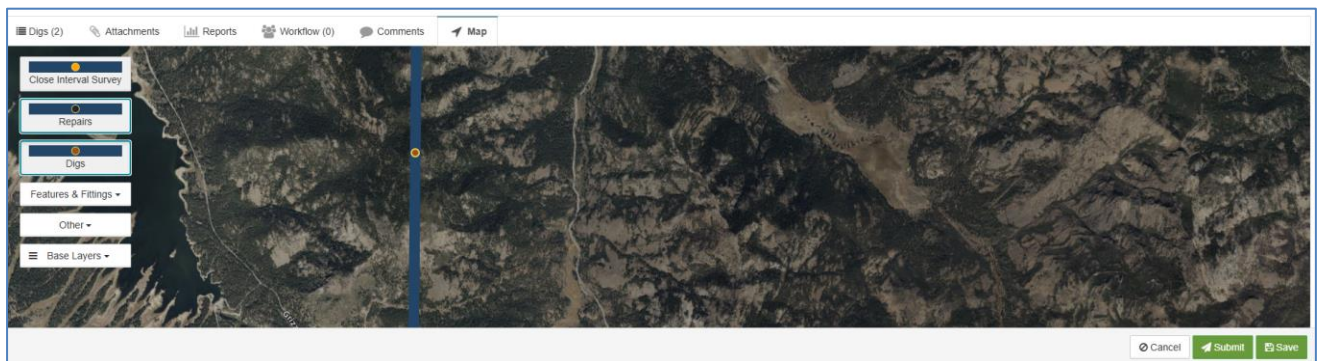 Digs (2) Attachments Reports Workflow (0) Comments Map
Close Interval Survey
Repairs
Digs
Features & Fittings
Other
Base Layers
Cancel Submit Save